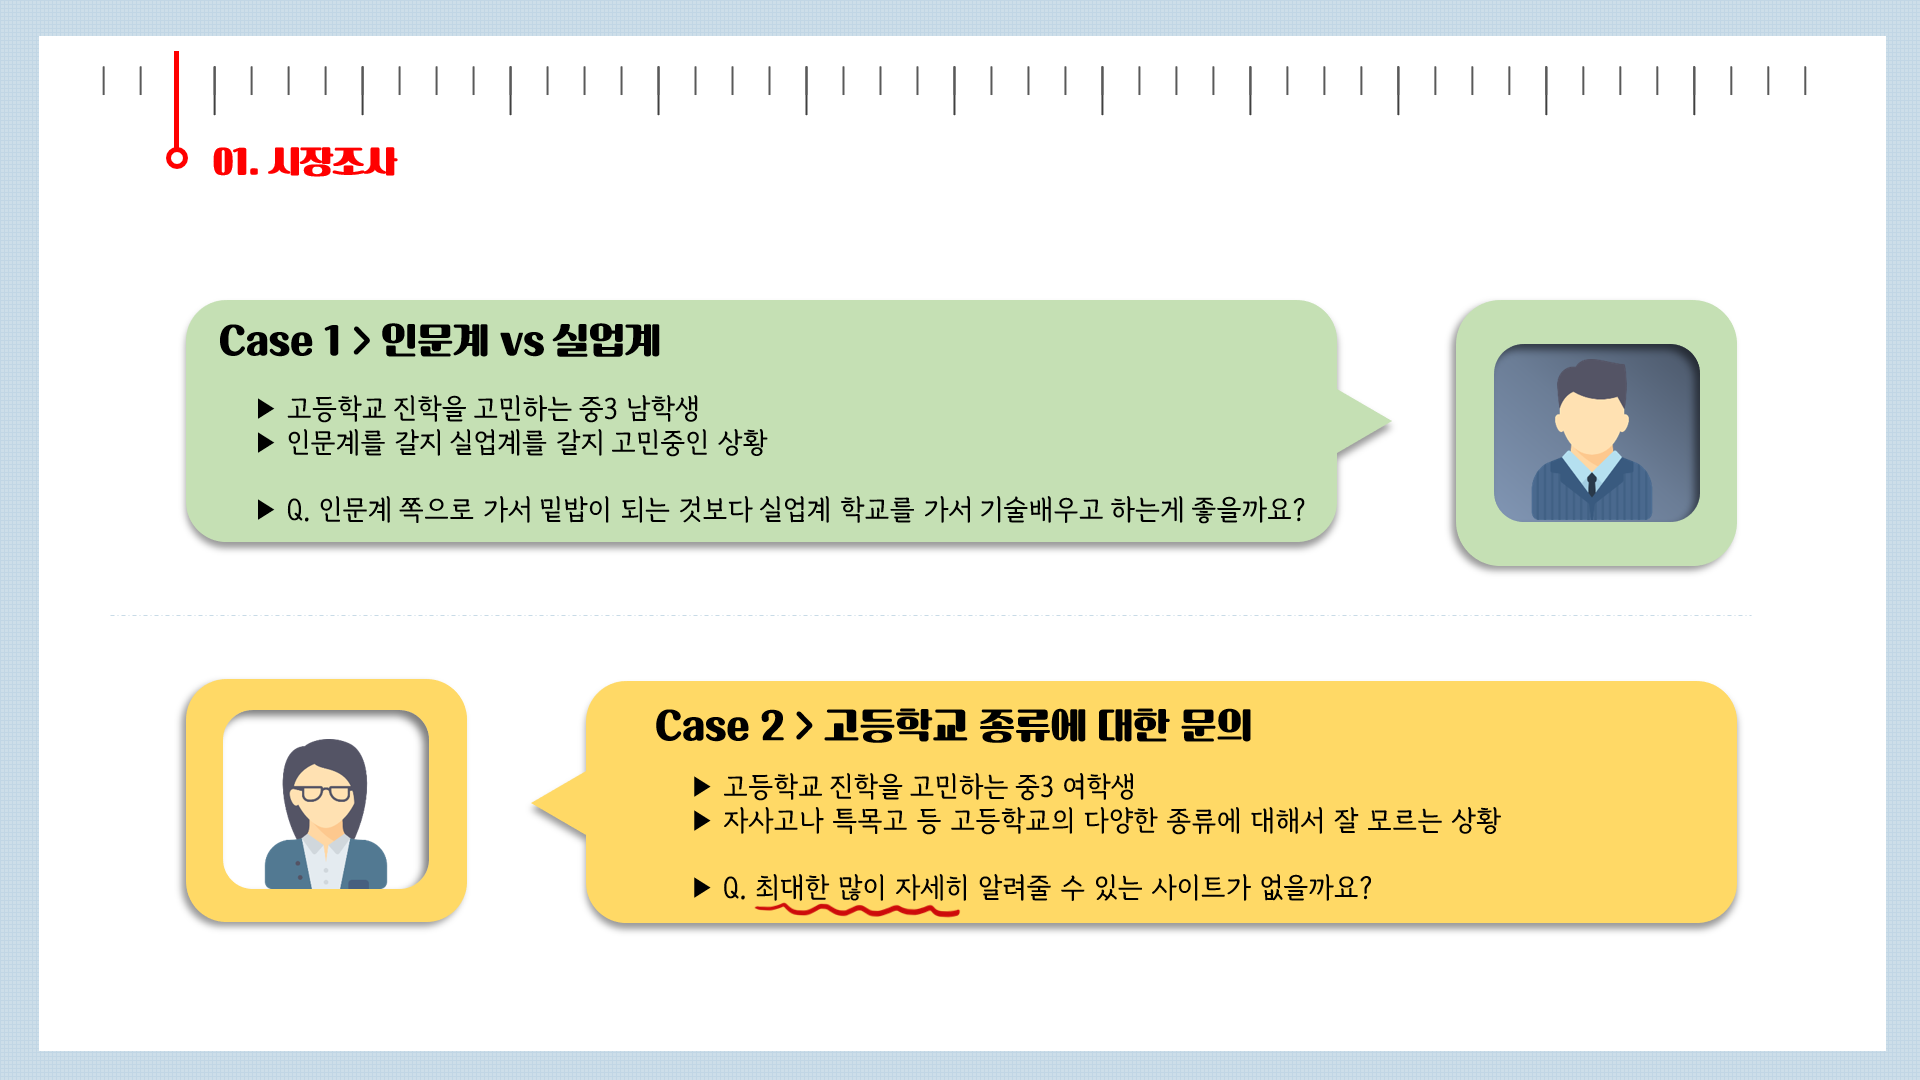 01. 시장조사
Case 1 > 인문계 vs 실업계
▶ 고등학교 진학을 고민하는 중3 남학생
▶ 인문계를 갈지 실업계를 갈지 고민중인 상황
▶ Q. 인문계 쪽으로 가서 밑밥이 되는 것보다 실업계 학교를 가서 기술배우고 하는게 좋을까요?
Case 2 > 고등학교 종류에 대한 문의
▶ 고등학교 진학을 고민하는 중3 여학생
▶ 자사고나 특목고 등 고등학교의 다양한 종류에 대해서 잘 모르는 상황
▶ Q. 최대한 많이 자세히 알려줄 수 있는 사이트가 없을까요?